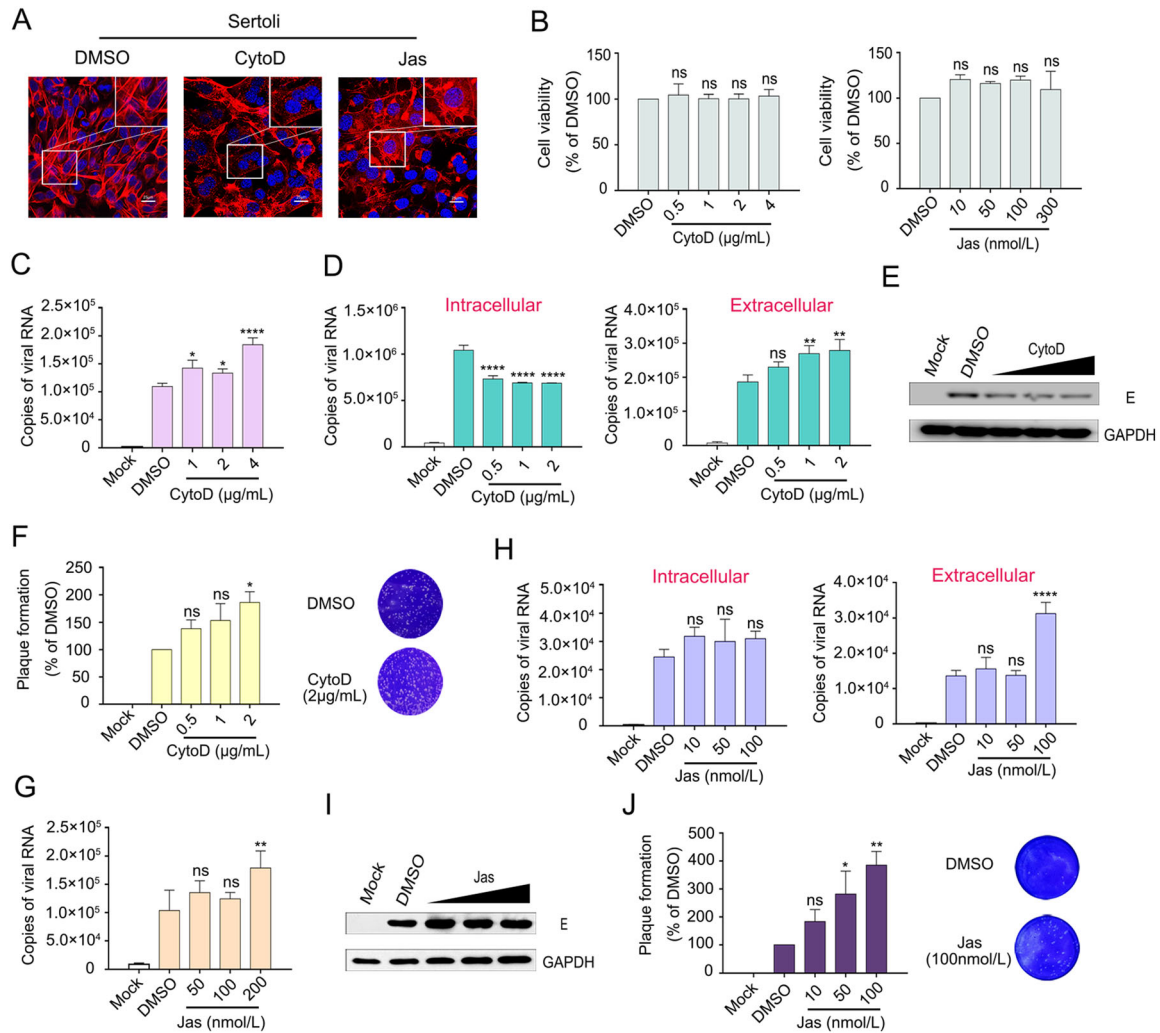 A
Sertoli
DMSO
CytoD
Jas
B
Cell viability
(% of DMSO)
150
100
50
0
ns
ns
ns
ns
DMSO
0.5
1
2
4
CytoD (µg/mL)
Cell viability
(% of DMSO)
150
100
50
0
ns
ns
ns
ns
DMSO
10
50
100
300
Jas (nmol/L)
C
Copies of viral RNA
2.5×10⁵
2.0×10⁵
1.5×10⁵
1.0×10⁵
5.0×10⁴
0
*
*
****
Mock
DMSO
1
2
4
CytoD (µg/mL)
D
Intracellular
Copies of viral RNA
1.5×10⁶
1.0×10⁶
5.0×10⁵
0
****
****
****
Mock
DMSO
0.5
1
2
CytoD (µg/mL)
Extracellular
Copies of viral RNA
4.0×10⁵
3.0×10⁵
2.0×10⁵
1.0×10⁵
0
ns
**
**
Mock
DMSO
0.5
1
2
CytoD (µg/mL)
E
Mock
DMSO
CytoD
E
GAPDH
F
Plaque formation
(% of DMSO)
250
200
150
100
50
0
ns
ns
*
Mock
DMSO
0.5
1
2
CytoD (µg/mL)
DMSO
CytoD
(2µg/mL)
H
Intracellular
Copies of viral RNA
5.0×10⁴
4.0×10⁴
3.0×10⁴
2.0×10⁴
1.0×10⁴
0
ns
ns
ns
Mock
DMSO
10
50
100
Jas (nmol/L)
Extracellular
Copies of viral RNA
4.0×10⁴
3.0×10⁴
2.0×10⁴
1.0×10⁴
0
ns
ns
****
Mock
DMSO
10
50
100
Jas (nmol/L)
G
Copies of viral RNA
2.5×10⁵
2.0×10⁵
1.5×10⁵
1.0×10⁵
5.0×10⁴
0
ns
ns
**
Mock
DMSO
50
100
200
Jas (nmol/L)
I
Mock
DMSO
Jas
E
GAPDH
J
Plaque formation
(% of DMSO)
500
400
300
200
100
0
ns
*
**
Mock
DMSO
10
50
100
Jas (nmol/L)
DMSO
Jas
(100nmol/L)